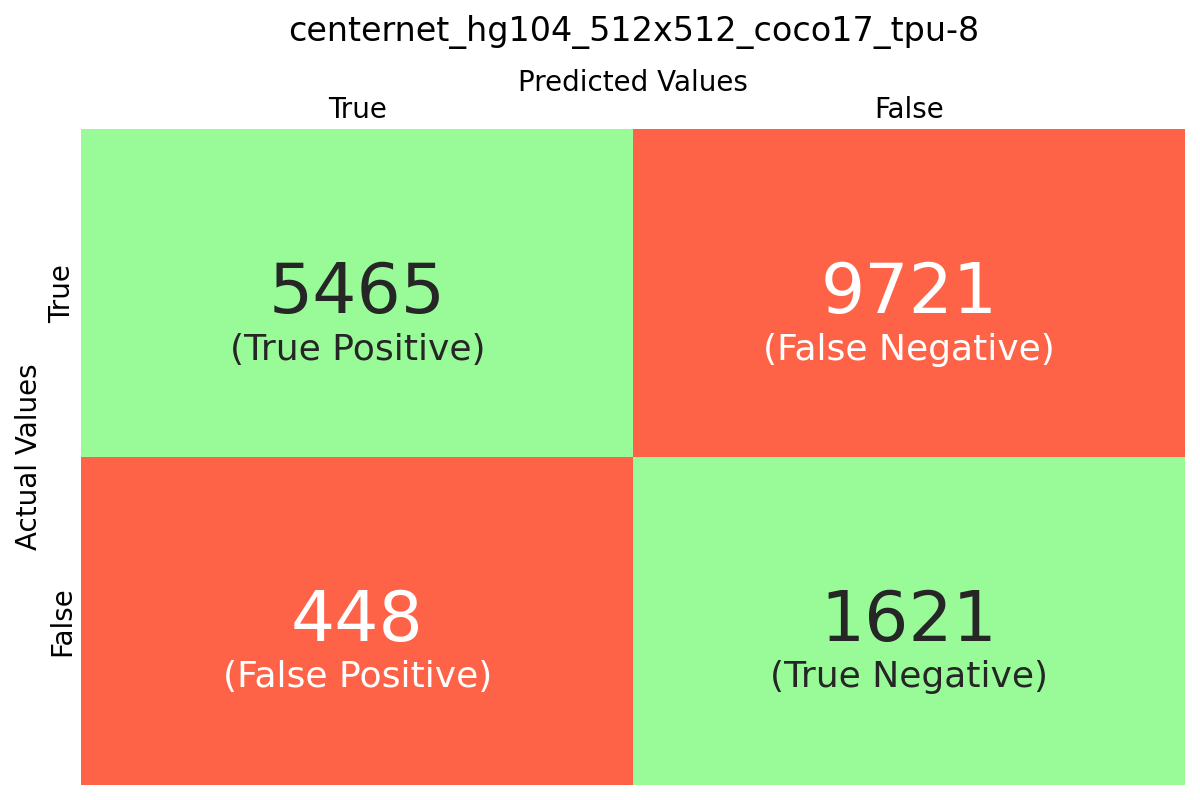 centernet_hg104_512x512_coco17_tpu-8
Predicted Values
True
False
Actual Values
True
5465
(True Positive)
9721
(False Negative)
False
448
(False Positive)
1621
(True Negative)